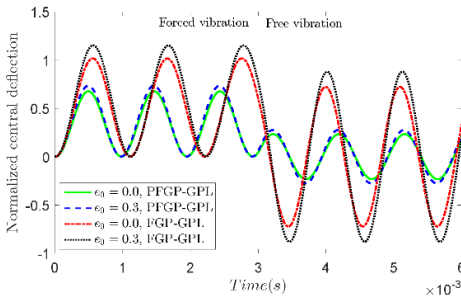 Forced vibration
Free vibration
Normalized central deflection
1.5
1
0.5
0
-0.5
-1
e₀ = 0.0, PFGP-GPL
e₀ = 0.3, PFGP-GPL
e₀ = 0.0, FGP-GPL
e₀ = 0.3, FGP-GPL
0 1 2 3 4 5 6
Time(s)
×10⁻³